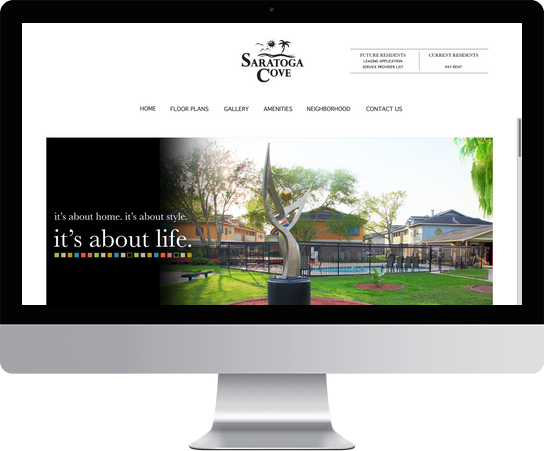 SARATOGA
COVE
FUTURE RESIDENTS
LEASING APPLICATION
SERVICE PROVIDER LIST
CURRENT RESIDENTS
PAY RENT
HOME FLOOR PLANS GALLERY AMENITIES NEIGHBORHOOD CONTACT US
it's about home. it's about style.
it's about life.